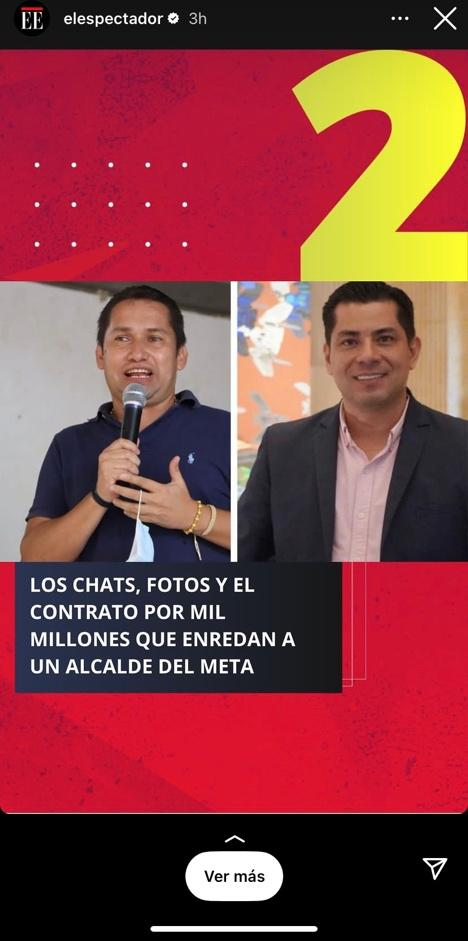 EE
elespectador 3h
2
LOS CHATS, FOTOS Y EL
CONTRATO POR MIL
MILLONES QUE ENREDAN A
UN ALCALDE DEL META
Ver más